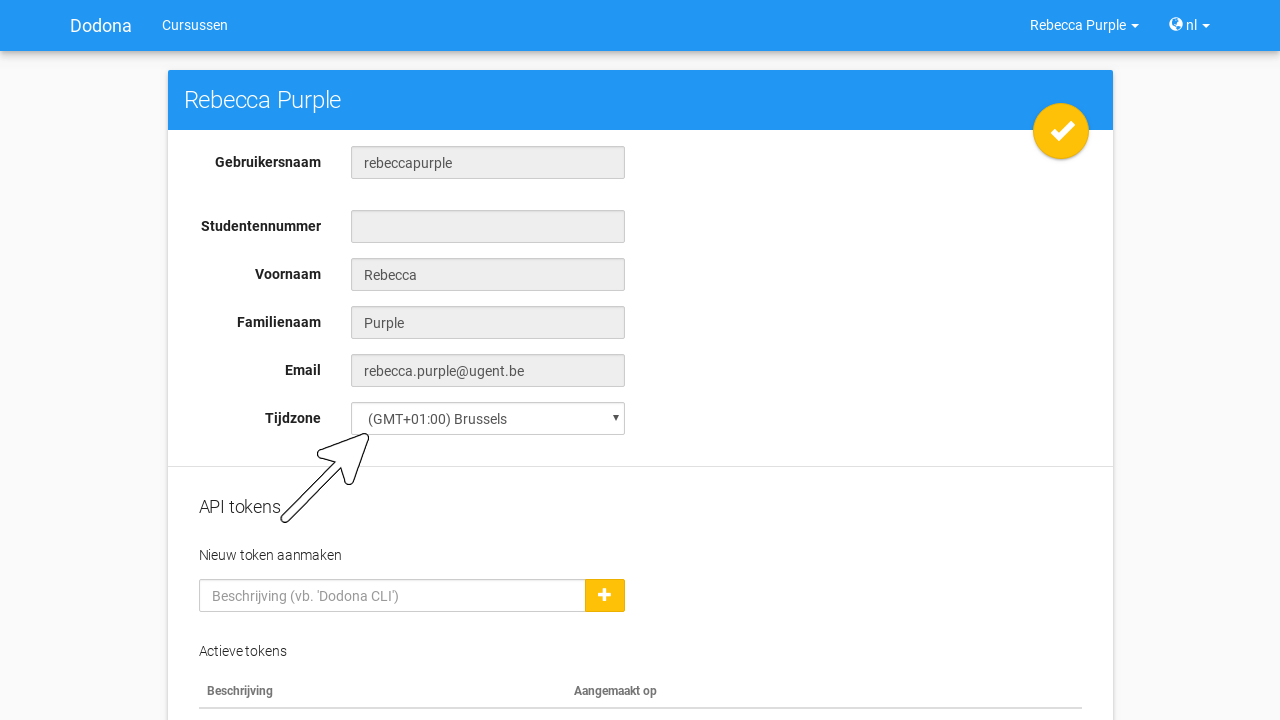 Dodona Cursussen Rebecca Purple nl
Rebecca Purple
Gebruikersnaam rebeccapurple
Studentennummer
Voornaam Rebecca
Familienaam Purple
Email rebecca.purple@ugent.be
Tijdzone (GMT+01:00) Brussels
API tokens
Nieuw token aanmaken
Beschrijving (vb. 'Dodona CLI')
Actieve tokens
Beschrijving Aangemaakt op